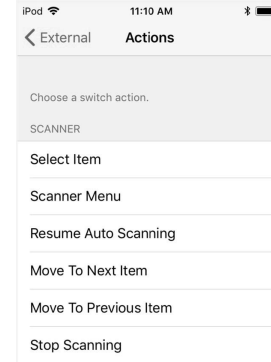 iPod 11:10 AM
External Actions
Choose a switch action.
SCANNER
Select Item
Scanner Menu
Resume Auto Scanning
Move To Next Item
Move To Previous Item
Stop Scanning